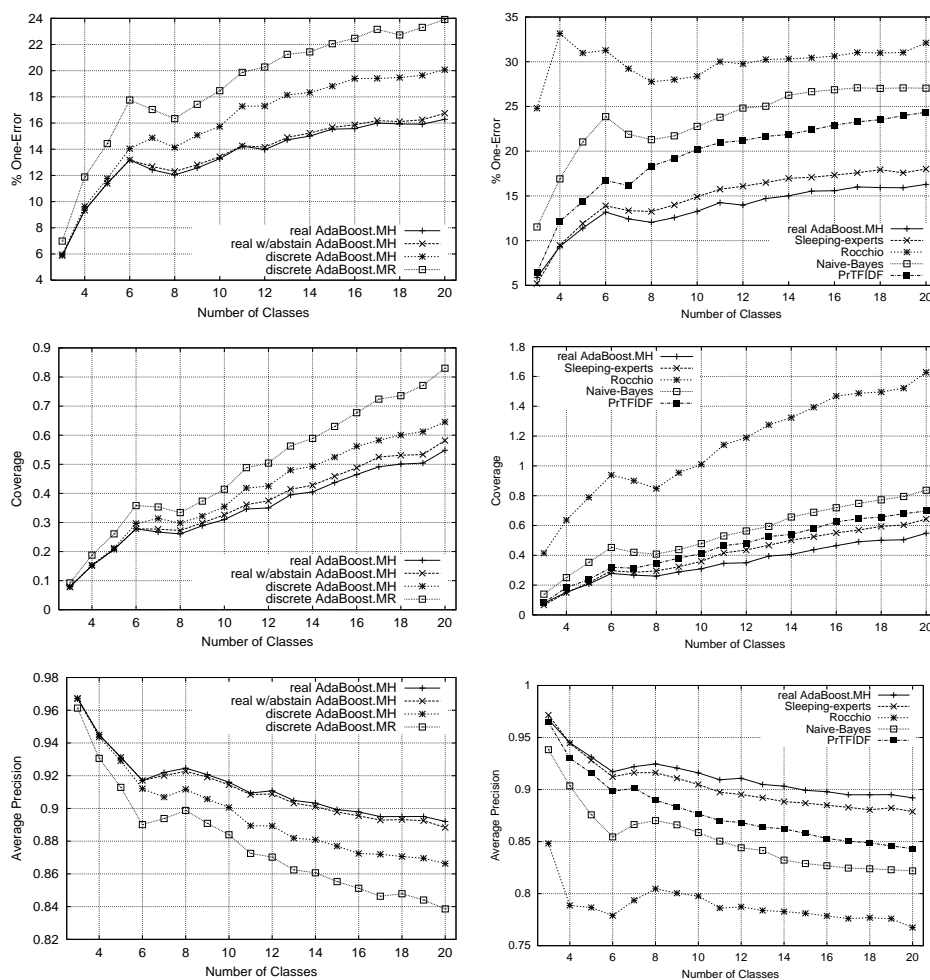 24
22
20
18
16
14
12
10
8
6
4
% One-Error
real AdaBoost.MH
real w/abstain AdaBoost.MH
discrete AdaBoost.MH
discrete AdaBoost.MR
4 6 8 10 12 14 16 18 20
Number of Classes
35
30
25
20
15
10
5
% One-Error
real AdaBoost.MH
Sleeping-experts
Rocchio
Naive-Bayes
PrTFIDF
4 6 8 10 12 14 16 18 20
Number of Classes
0.9
0.8
0.7
0.6
0.5
0.4
0.3
0.2
0.1
0
Coverage
real AdaBoost.MH
real w/abstain AdaBoost.MH
discrete AdaBoost.MH
discrete AdaBoost.MR
4 6 8 10 12 14 16 18 20
Number of Classes
1.8
1.6
1.4
1.2
1
0.8
0.6
0.4
0.2
0
Coverage
real AdaBoost.MH
Sleeping-experts
Rocchio
Naive-Bayes
PrTFIDF
4 6 8 10 12 14 16 18 20
Number of Classes
0.98
0.96
0.94
0.92
0.9
0.88
0.86
0.84
0.82
Average Precision
real AdaBoost.MH
real w/abstain AdaBoost.MH
discrete AdaBoost.MH
discrete AdaBoost.MR
4 6 8 10 12 14 16 18 20
Number of Classes
1
0.95
0.9
0.85
0.8
0.75
Average Precision
real AdaBoost.MH
Sleeping-experts
Rocchio
Naive-Bayes
PrTFIDF
4 6 8 10 12 14 16 18 20
Number of Classes